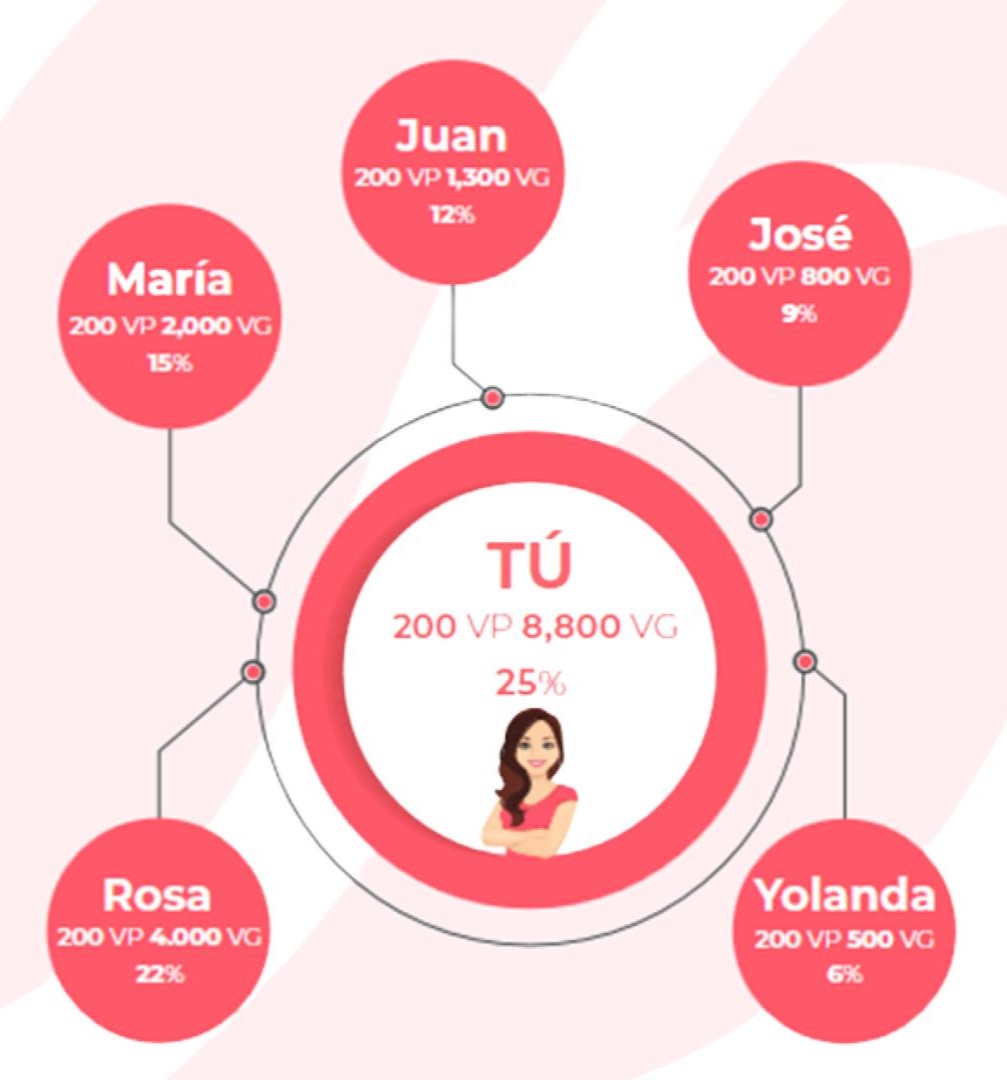 Juan
200 VP 1,300 VG
12%
José
200 VP 800 VG
9%
María
200 VP 2,000 VG
15%
TÚ
200 VP 8,800 VG
25%
Rosa
200 VP 4.000 VG
22%
Yolanda
200 VP 500 VG
6%